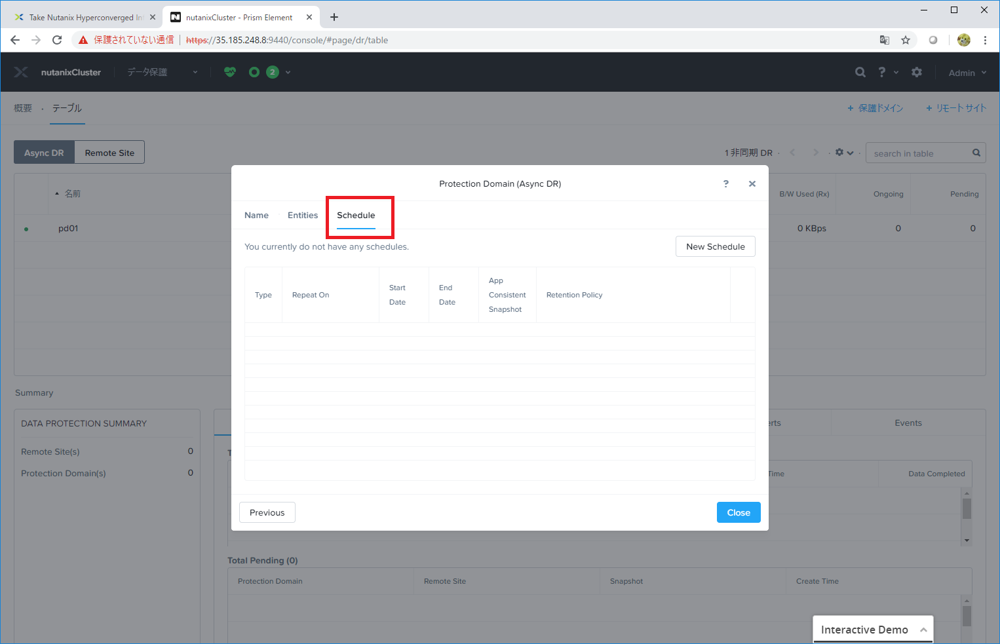 Take Nutanix Hyperconverged In
nutanixCluster - Prism Element
保護されていない通信
https://35.185.248.8:9440/console/#page/dr/table
nutanixCluster
データ保護
2
?
Admin
概要 · テーブル
+ 保護ドメイン
+ リモート サイト
Async DR
Remote Site
1 非同期 DR
search in table
名前
B/W Used (Rx)
Ongoing
Pending
pd01
0 KBps
0
0
Protection Domain (Async DR)
?
Name
Entities
Schedule
You currently do not have any schedules.
New Schedule
Type
Repeat On
Start
Date
End
Date
App
Consistent
Snapshot
Retention Policy
Previous
Close
Summary
DATA PROTECTION SUMMARY
Remote Site(s)
0
Protection Domain(s)
0
erts
Events
T
Time
Data Completed
Total Pending (0)
Protection Domain
Remote Site
Snapshot
Create Time
Interactive Demo